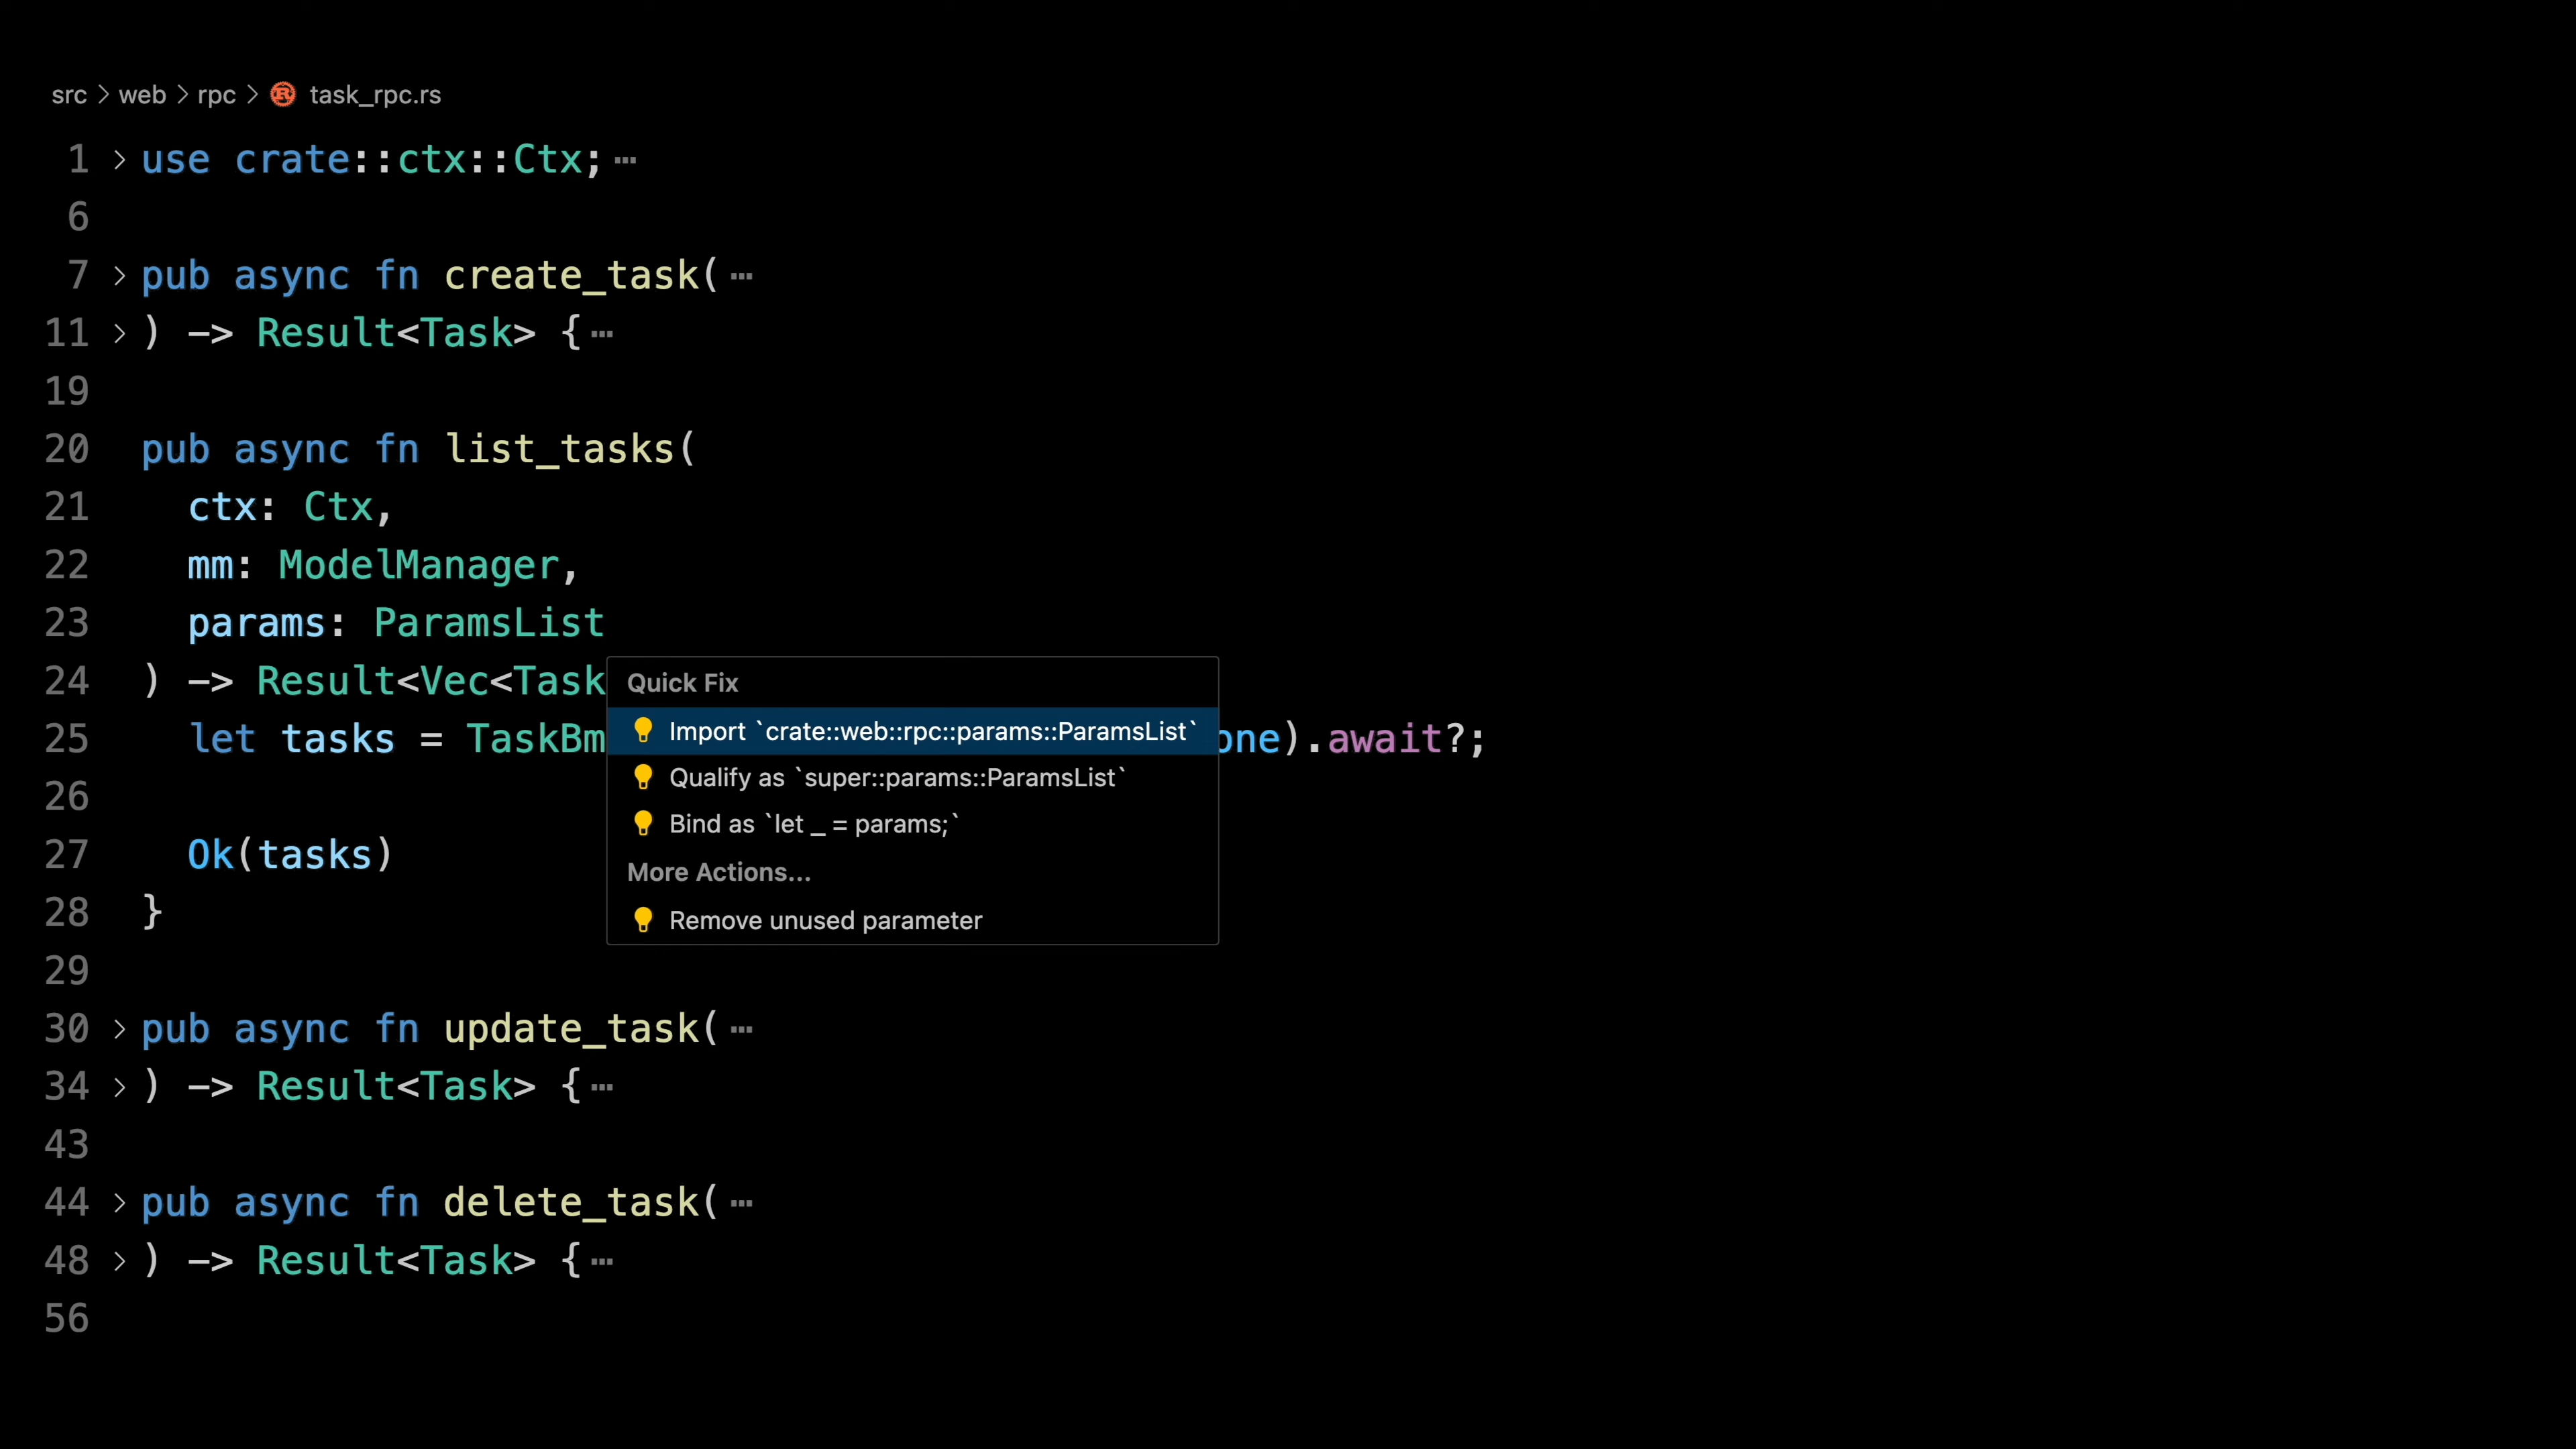 src > web > rpc > task_rpc.rs
1 > use crate::ctx::Ctx;⋯
6
7 > pub async fn create_task(⋯
11 > ) -> Result<Task> {⋯
19
20 pub async fn list_tasks(
21 ctx: Ctx,
22 mm: ModelManager,
23 params: ParamsList
24 ) -> Result<Vec<Task
Quick Fix
25 let tasks = TaskBm
Import `crate::web::rpc::params::ParamsList`
).await?;
Qualify as `super::params::ParamsList`
26
Bind as `let _ = params;`
27 Ok(tasks)
More Actions...
28 }
Remove unused parameter
29
30 > pub async fn update_task(⋯
34 > ) -> Result<Task> {⋯
43
44 > pub async fn delete_task(⋯
48 > ) -> Result<Task> {⋯
56